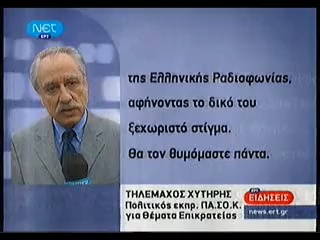 NET
ΕΡΤ
της Ελληνικής Ραδιοφωνίας,
αφήνοντας το δικό του
ξεχωριστό στίγμα.
Θα τον θυμόμαστε πάντα.
ΤΗΛΕΜΑΧΟΣ ΧΥΤΗΡΗΣ
Πολιτικός εκπρ. ΠΑ.ΣΟ.Κ.
για Θέματα Επικρατείας
ΕΡΤ
ΕΙΔΗΣΕΙΣ
news.ert.gr